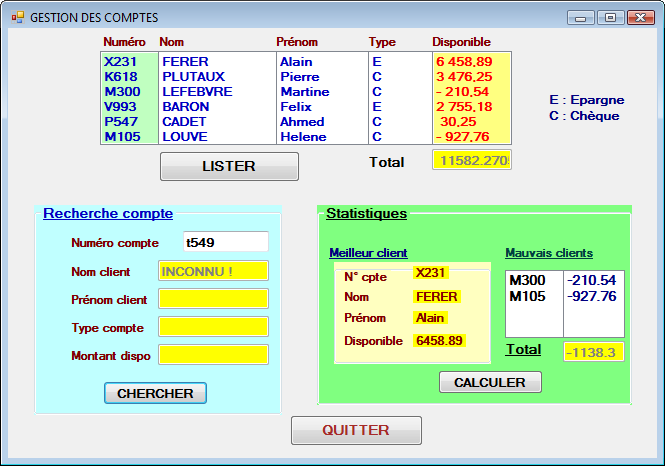 GESTION DES COMPTES
Numéro Nom Prénom Type Disponible
X231 FERER Alain E 6 458,89
K618 PLUTAUX Pierre C 3 476,25
M300 LEFEBVRE Martine C - 210,54
V993 BARON Felix E 2 755,18
P547 CADET Ahmed C 30,25
M105 LOUVE Helene C - 927,76
E : Epargne
C : Chèque
LISTER Total 11582.270
Recherche compte
Numéro compte t549
Nom client INCONNU !
Prénom client
Type compte
Montant dispo
CHERCHER
Statistiques
Meilleur client
N° cpte X231
Nom FERER
Prénom Alain
Disponible 6458.89
Mauvais clients
M300 -210.54
M105 -927.76
Total -1138.3
CALCULER
QUITTER